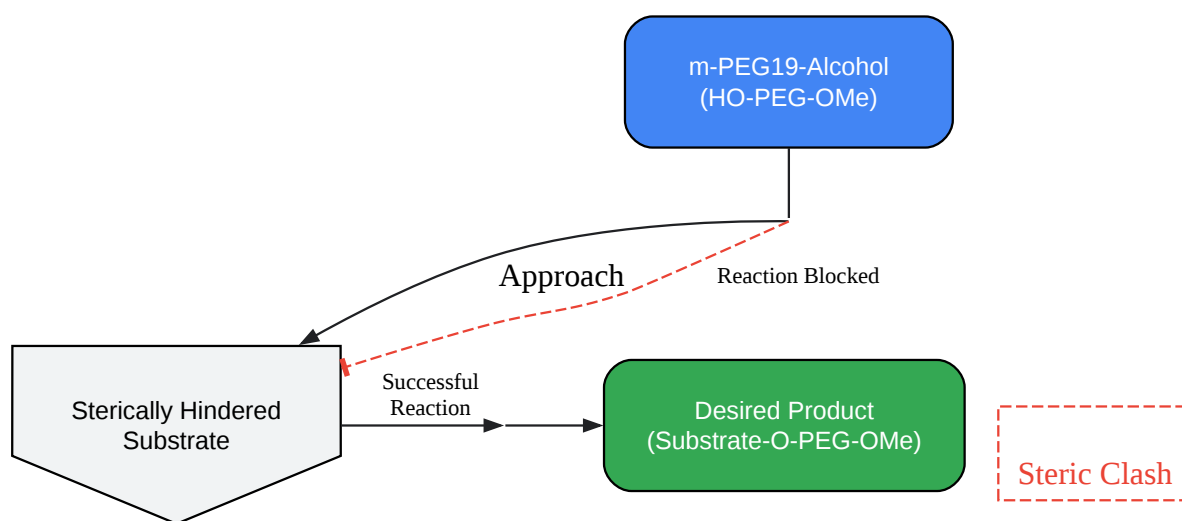 m-PEG19-Alcohol
(HO-PEG-OMe)
Approach
Reaction Blocked
Sterically Hindered
Substrate
Successful
Reaction
Desired Product
(Substrate-O-PEG-OMe)
Steric Clash